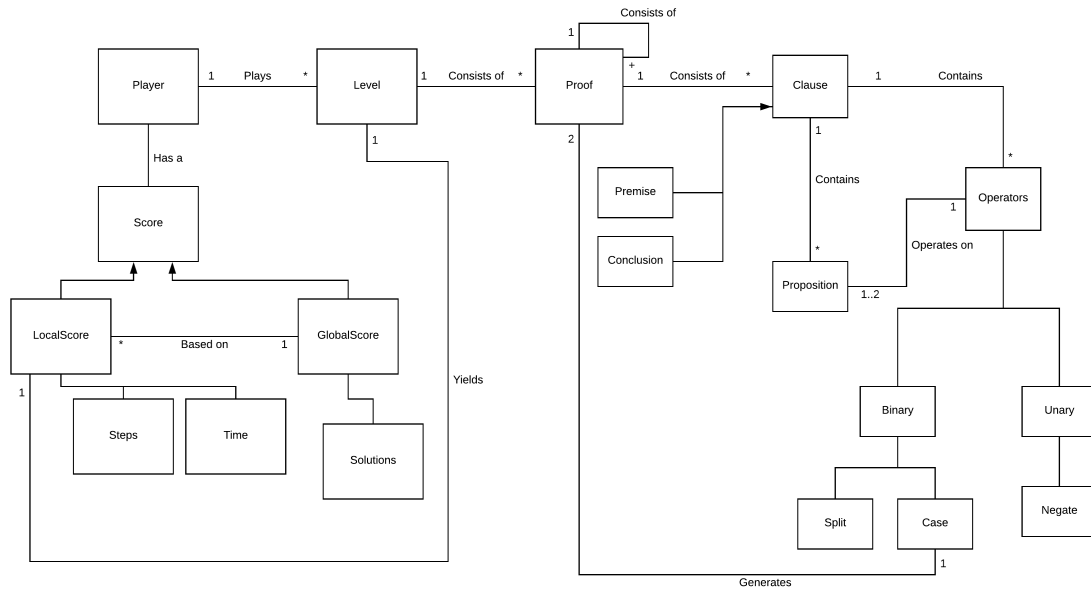 Consists of
1
+
Player
1
Plays
*
Level
1
Consists of
*
Proof
1
Consists of
*
Clause
1
Contains
*
Has a
1
2
1
Contains
*
Premise
Conclusion
Score
Operators
1
Operates on
Proposition
1..2
LocalScore
*
Based on
1
GlobalScore
Yields
1
Steps
Time
Solutions
Binary
Unary
Split
Case
Negate
1
Generates